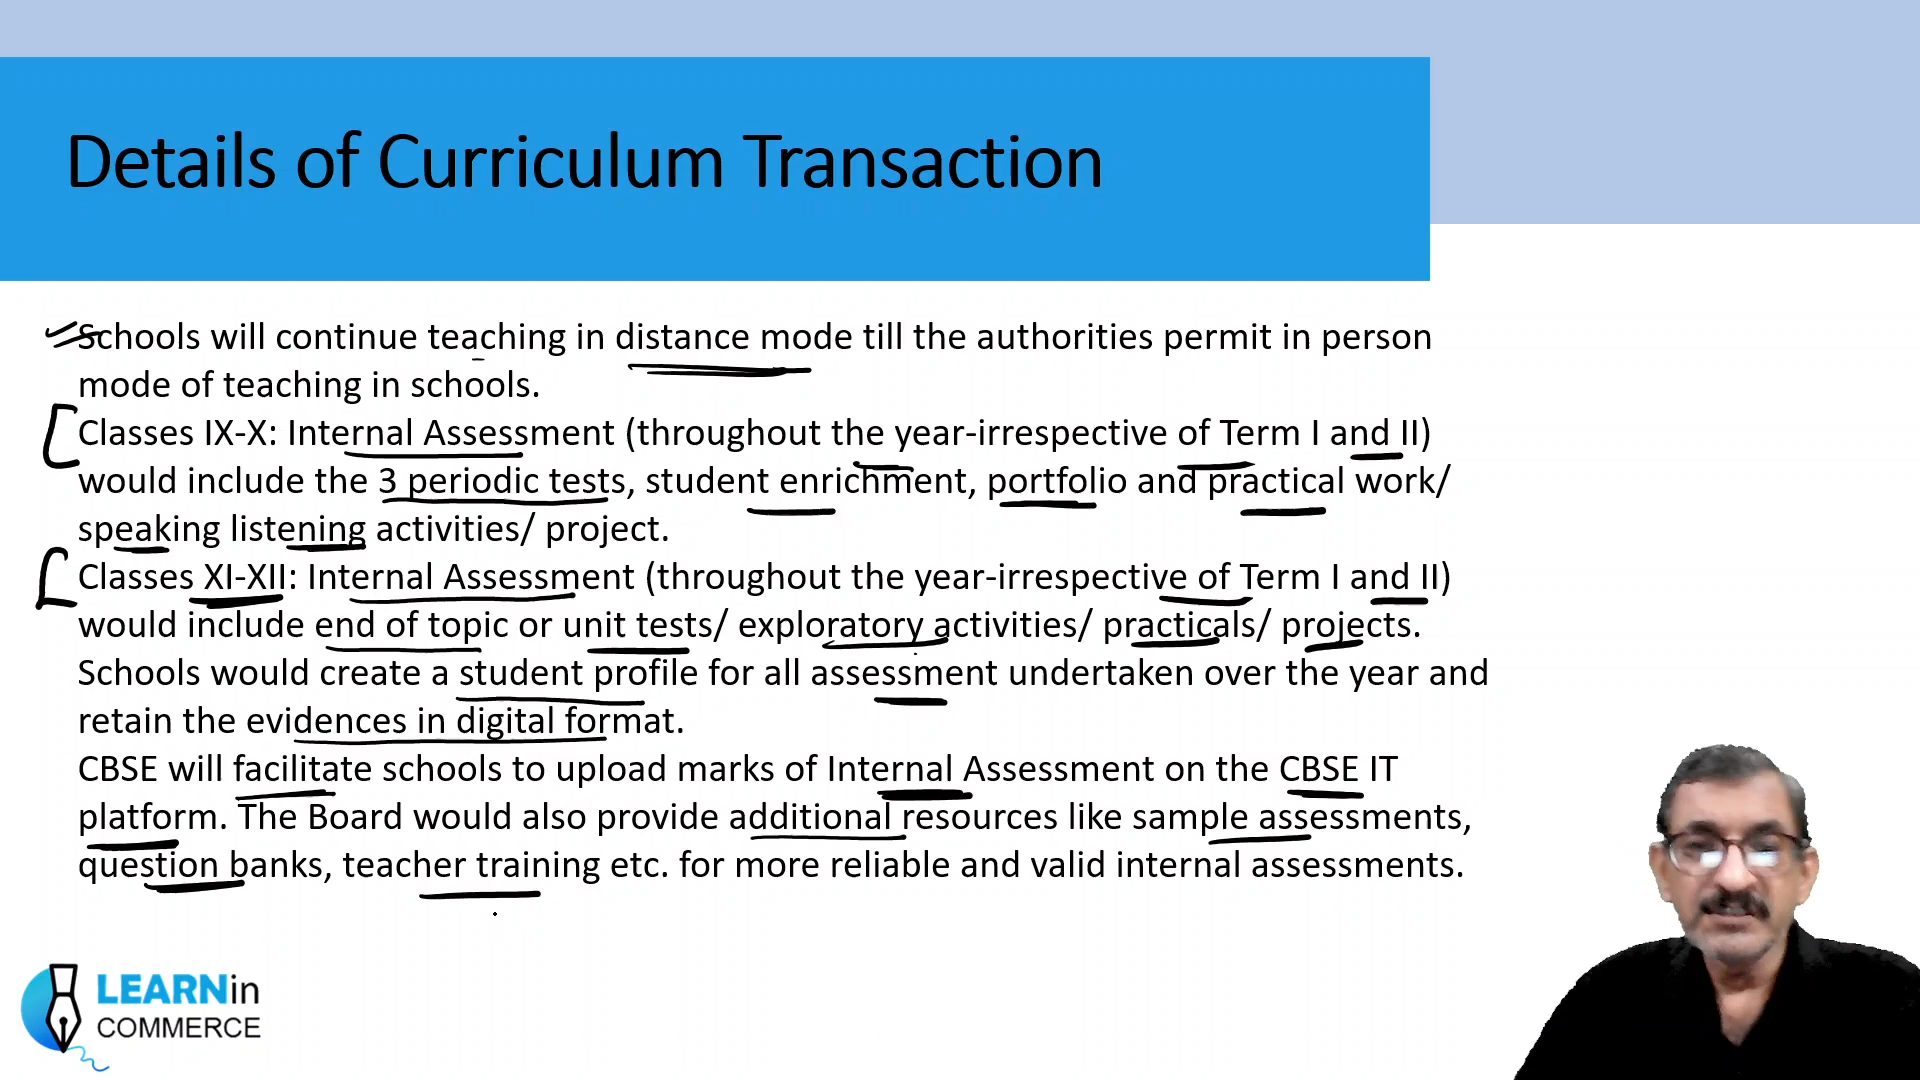 Details of Curriculum Transaction
Schools will continue teaching in distance mode till the authorities permit in person
mode of teaching in schools.
Classes IX-X: Internal Assessment (throughout the year-irrespective of Term I and II)
would include the 3 periodic tests, student enrichment, portfolio and practical work/
speaking listening activities/ project.
Classes XI-XII: Internal Assessment (throughout the year-irrespective of Term I and II)
would include end of topic or unit tests/ exploratory activities/ practicals/ projects.
Schools would create a student profile for all assessment undertaken over the year and
retain the evidences in digital format.
CBSE will facilitate schools to upload marks of Internal Assessment on the CBSE IT
platform. The Board would also provide additional resources like sample assessments,
question banks, teacher training etc. for more reliable and valid internal assessments.
LEARNin
COMMERCE